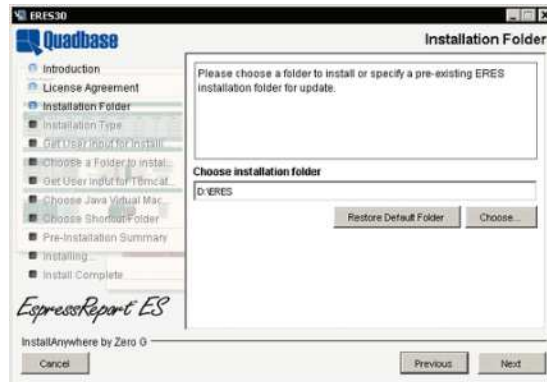 ERES30
Quadbase
Installation Folder
Introduction
License Agreement
Installation Folder
Installation Type
Get User Input for Installi...
Choose a Folder to instal...
Get User Input for Tomcat...
Choose Java Virtual Mac...
Choose Shortcut Folder
Pre-Installation Summary
Installing...
Install Complete
EspressReport ES
Please choose a folder to install or specify a pre-existing ERES
installation folder for update.
Choose installation folder
D:\ERES
Restore Default Folder
Choose...
InstallAnywhere by Zero G
Cancel
Previous
Next